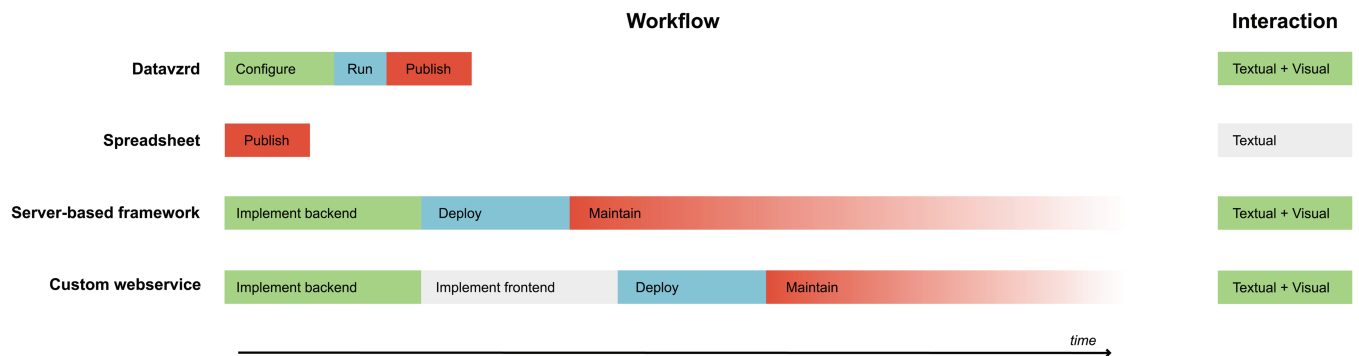 Workflow Interaction
Datavzrd Configure Run Publish Textual + Visual
Spreadsheet Publish Textual
Server-based framework Implement backend Deploy Maintain Textual + Visual
Custom webservice Implement backend Implement frontend Deploy Maintain Textual + Visual
time